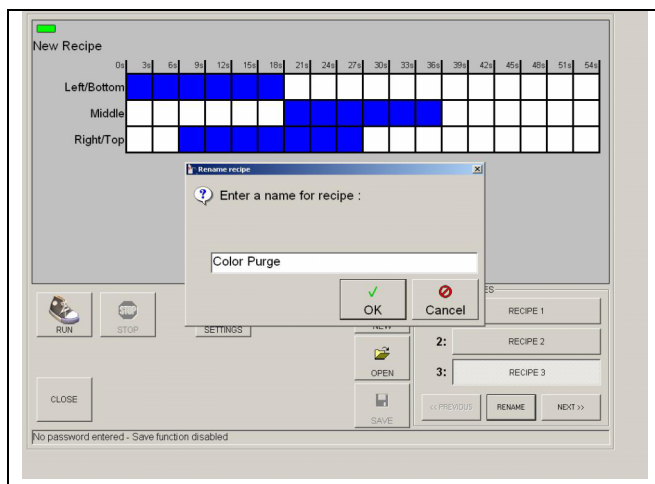 New Recipe
0s 3s 6s 9s 12s 15s 18s 21s 24s 27s 30s 33s 36s 39s 42s 45s 48s 51s 54s
Left/Bottom
Middle
Right/Top
Rename recipe
Enter a name for recipe :
Color Purge
OK Cancel
RUN STOP SETTINGS NEW
RECIPE 1
2: RECIPE 2
OPEN
3: RECIPE 3
CLOSE
SAVE
<< PREVIOUS RENAME NEXT >>
No password entered - Save function disabled